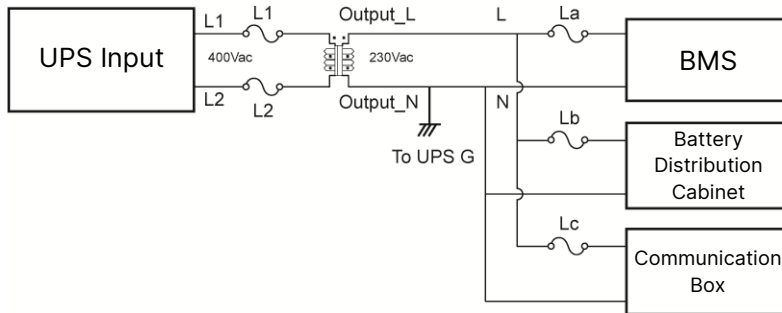 L1
L1
Output_L
L
La
UPS Input
400Vac
230Vac
BMS
L2
L2
Output_N
N
To UPS G
Lb
Battery
Distribution
Cabinet
Lc
Communication
Box